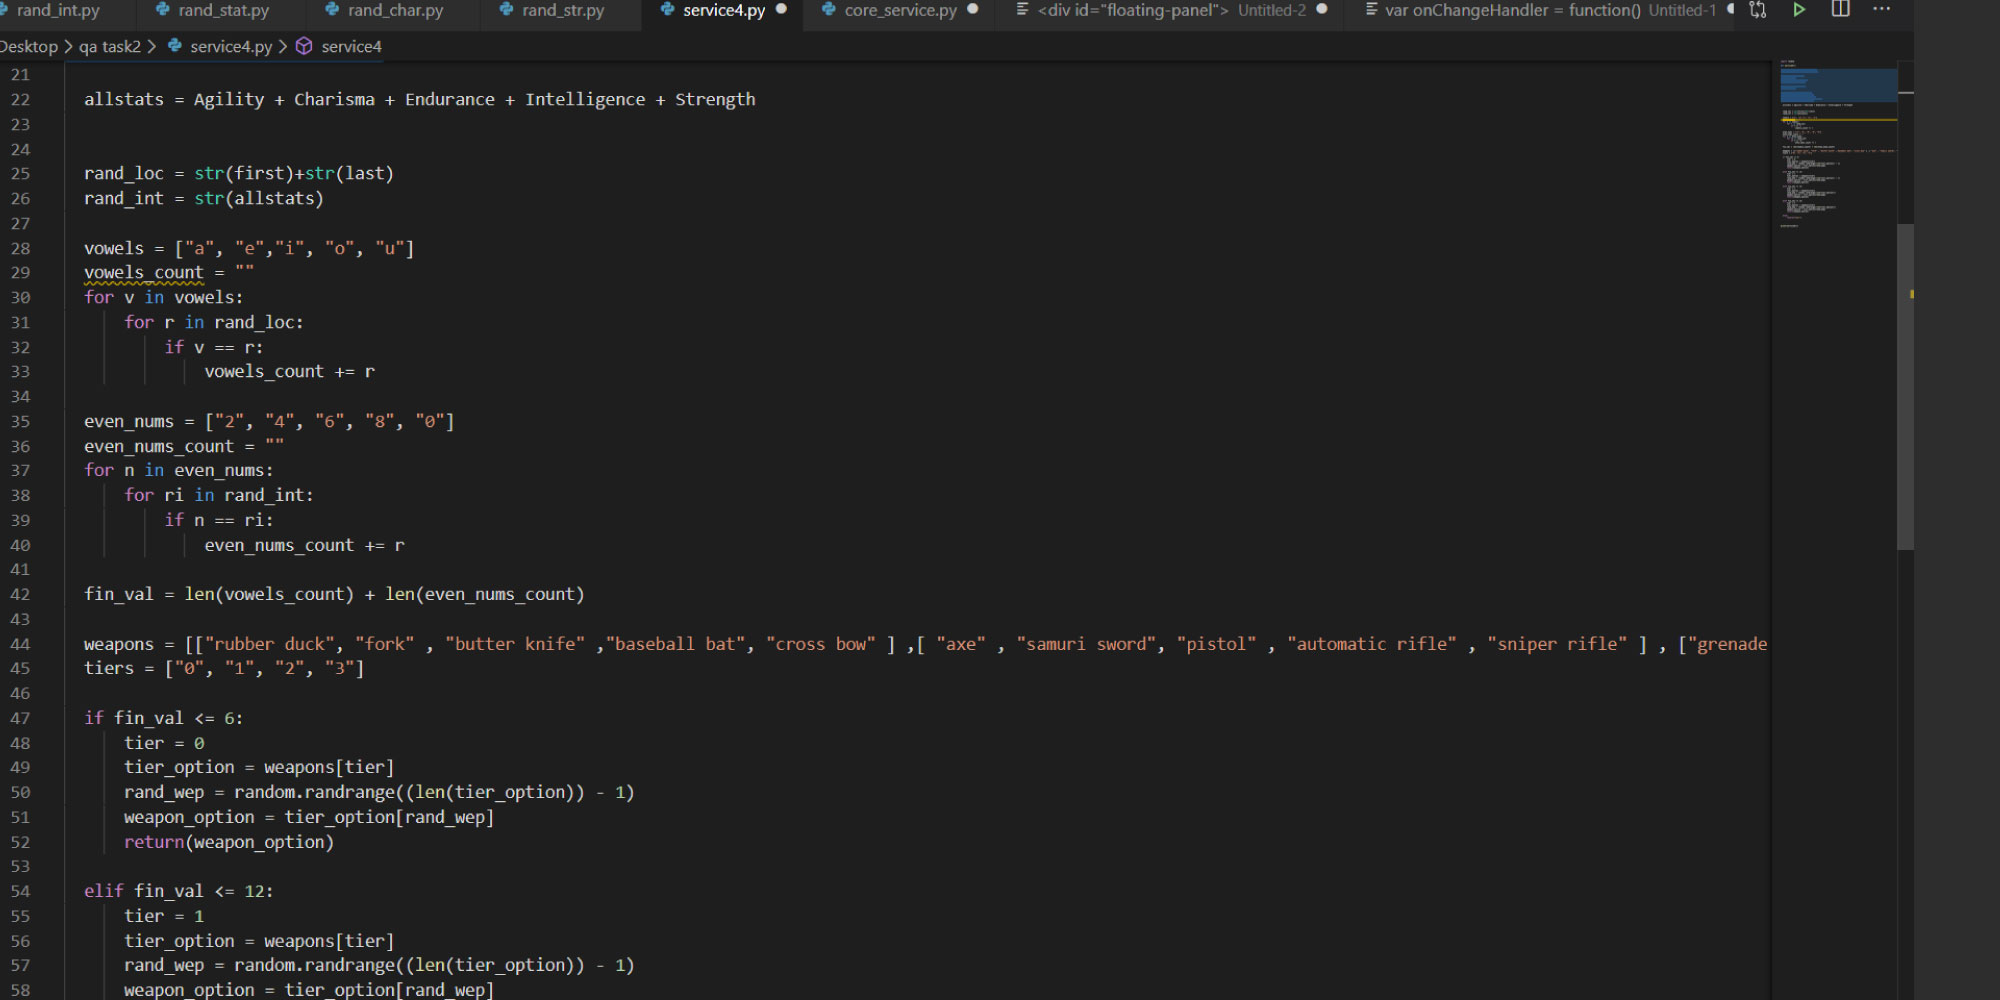 rand_int.py rand_stat.py rand_char.py rand_str.py service4.py core_service.py <div id="floating-panel"> Untitled-2 var onChangeHandler = function() Untitled-1
Desktop > qa task2 > service4.py > service4
21
22 allstats = Agility + Charisma + Endurance + Intelligence + Strength
23
24
25 rand_loc = str(first)+str(last)
26 rand_int = str(allstats)
27
28 vowels = ["a", "e","i", "o", "u"]
29 vowels_count = ""
30 for v in vowels:
31 for r in rand_loc:
32 if v == r:
33 vowels_count += r
34
35 even_nums = ["2", "4", "6", "8", "0"]
36 even_nums_count = ""
37 for n in even_nums:
38 for ri in rand_int:
39 if n == ri:
40 even_nums_count += r
41
42 fin_val = len(vowels_count) + len(even_nums_count)
43
44 weapons = [["rubber duck", "fork" , "butter knife" ,"baseball bat", "cross bow" ] ,[ "axe" , "samuri sword", "pistol" , "automatic rifle" , "sniper rifle" ] , ["grenade
45 tiers = ["0", "1", "2", "3"]
46
47 if fin_val <= 6:
48 tier = 0
49 tier_option = weapons[tier]
50 rand_wep = random.randrange((len(tier_option)) - 1)
51 weapon_option = tier_option[rand_wep]
52 return(weapon_option)
53
54 elif fin_val <= 12:
55 tier = 1
56 tier_option = weapons[tier]
57 rand_wep = random.randrange((len(tier_option)) - 1)
58 weapon_option = tier_option[rand_wep]